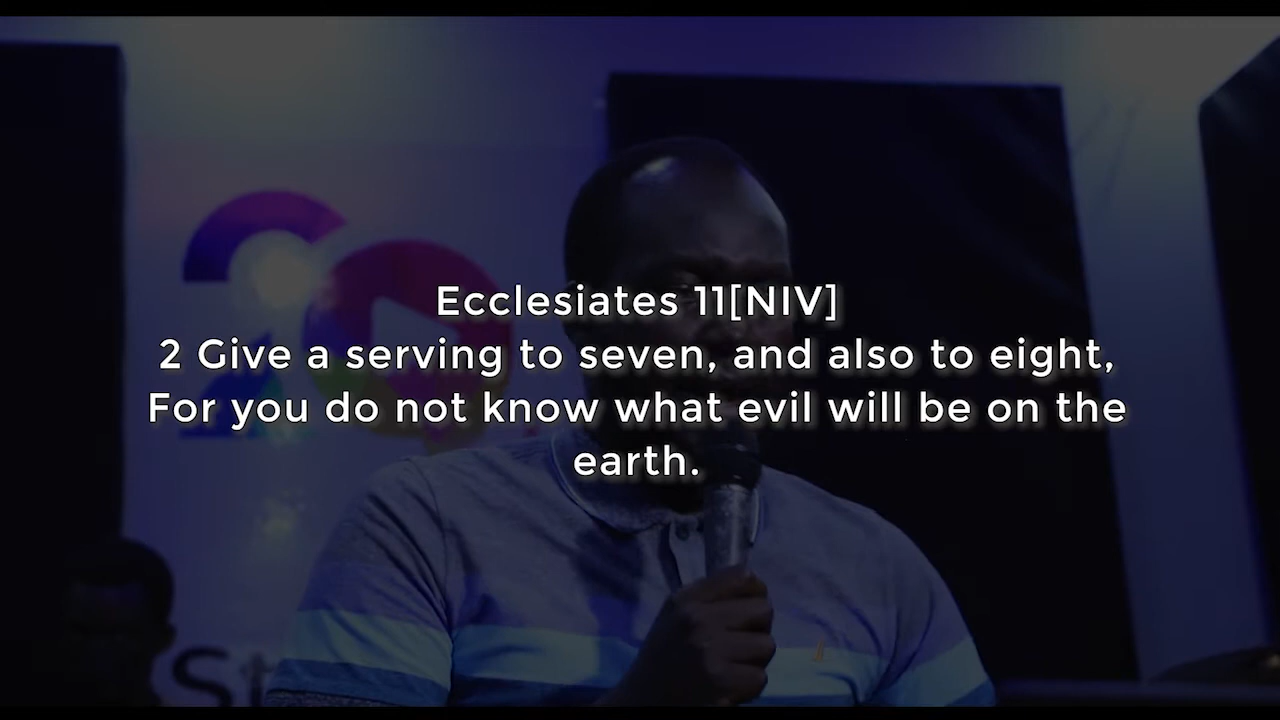 Ecclesiates 11[NIV]
2 Give a serving to seven, and also to eight,
For you do not know what evil will be on the
earth.